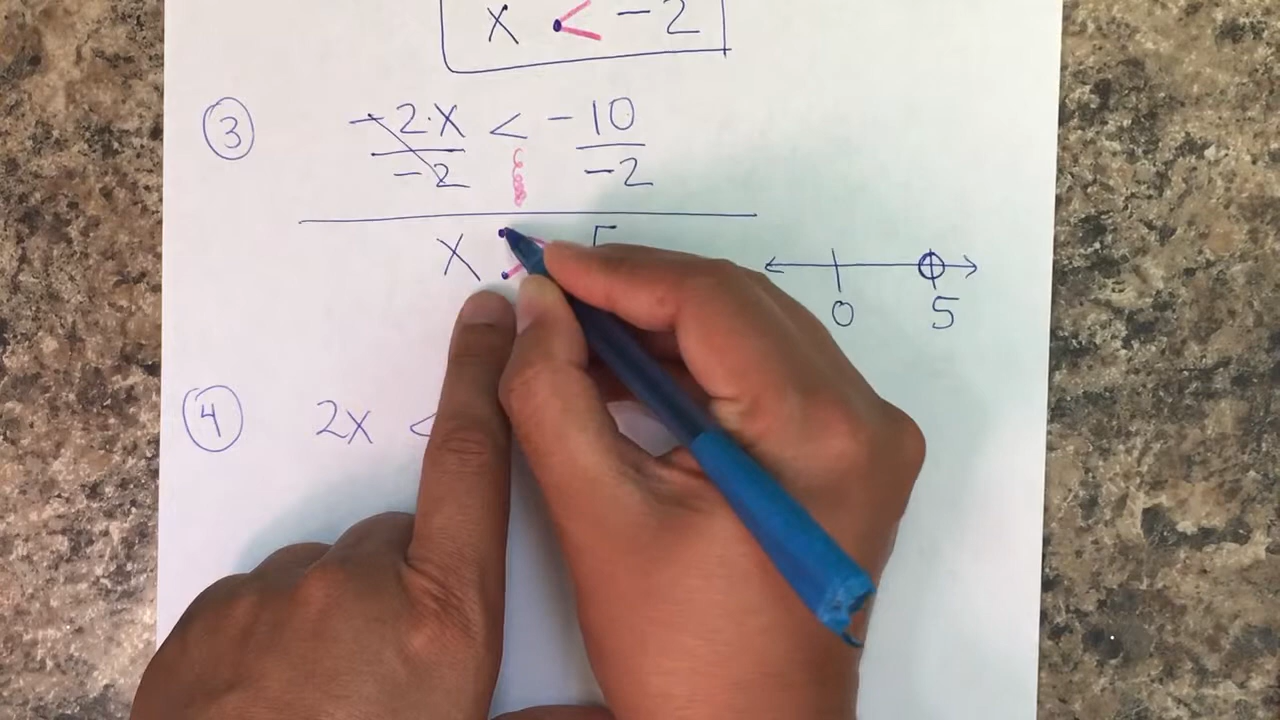 x < -2
③ -2·x < -10
-2 -2
x > 5
0 5
④ 2x <